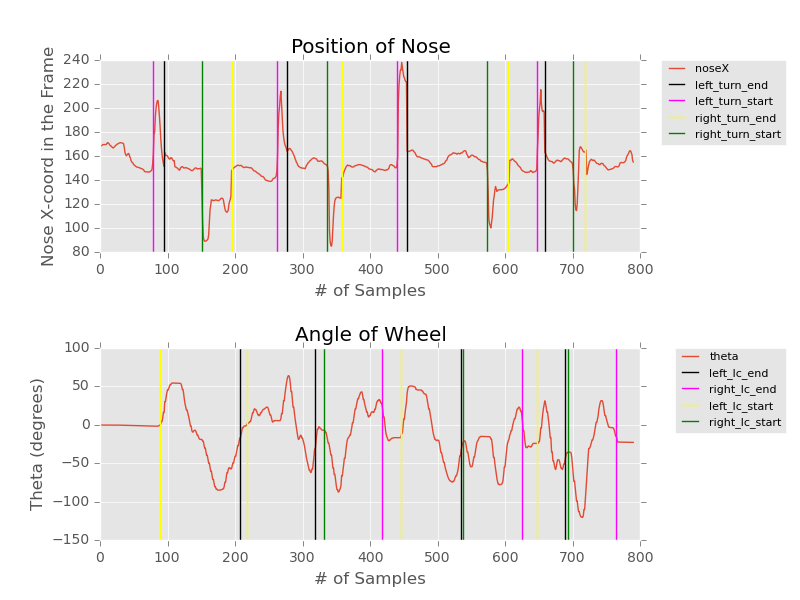 Position of Nose
Nose X-coord in the Frame
240
220
200
180
160
140
120
100
80
0 100 200 300 400 500 600 700 800
# of Samples
noseX
left_turn_end
left_turn_start
right_turn_end
right_turn_start
Angle of Wheel
Theta (degrees)
100
50
0
−50
−100
−150
0 100 200 300 400 500 600 700 800
# of Samples
theta
left_lc_end
right_lc_end
left_lc_start
right_lc_start